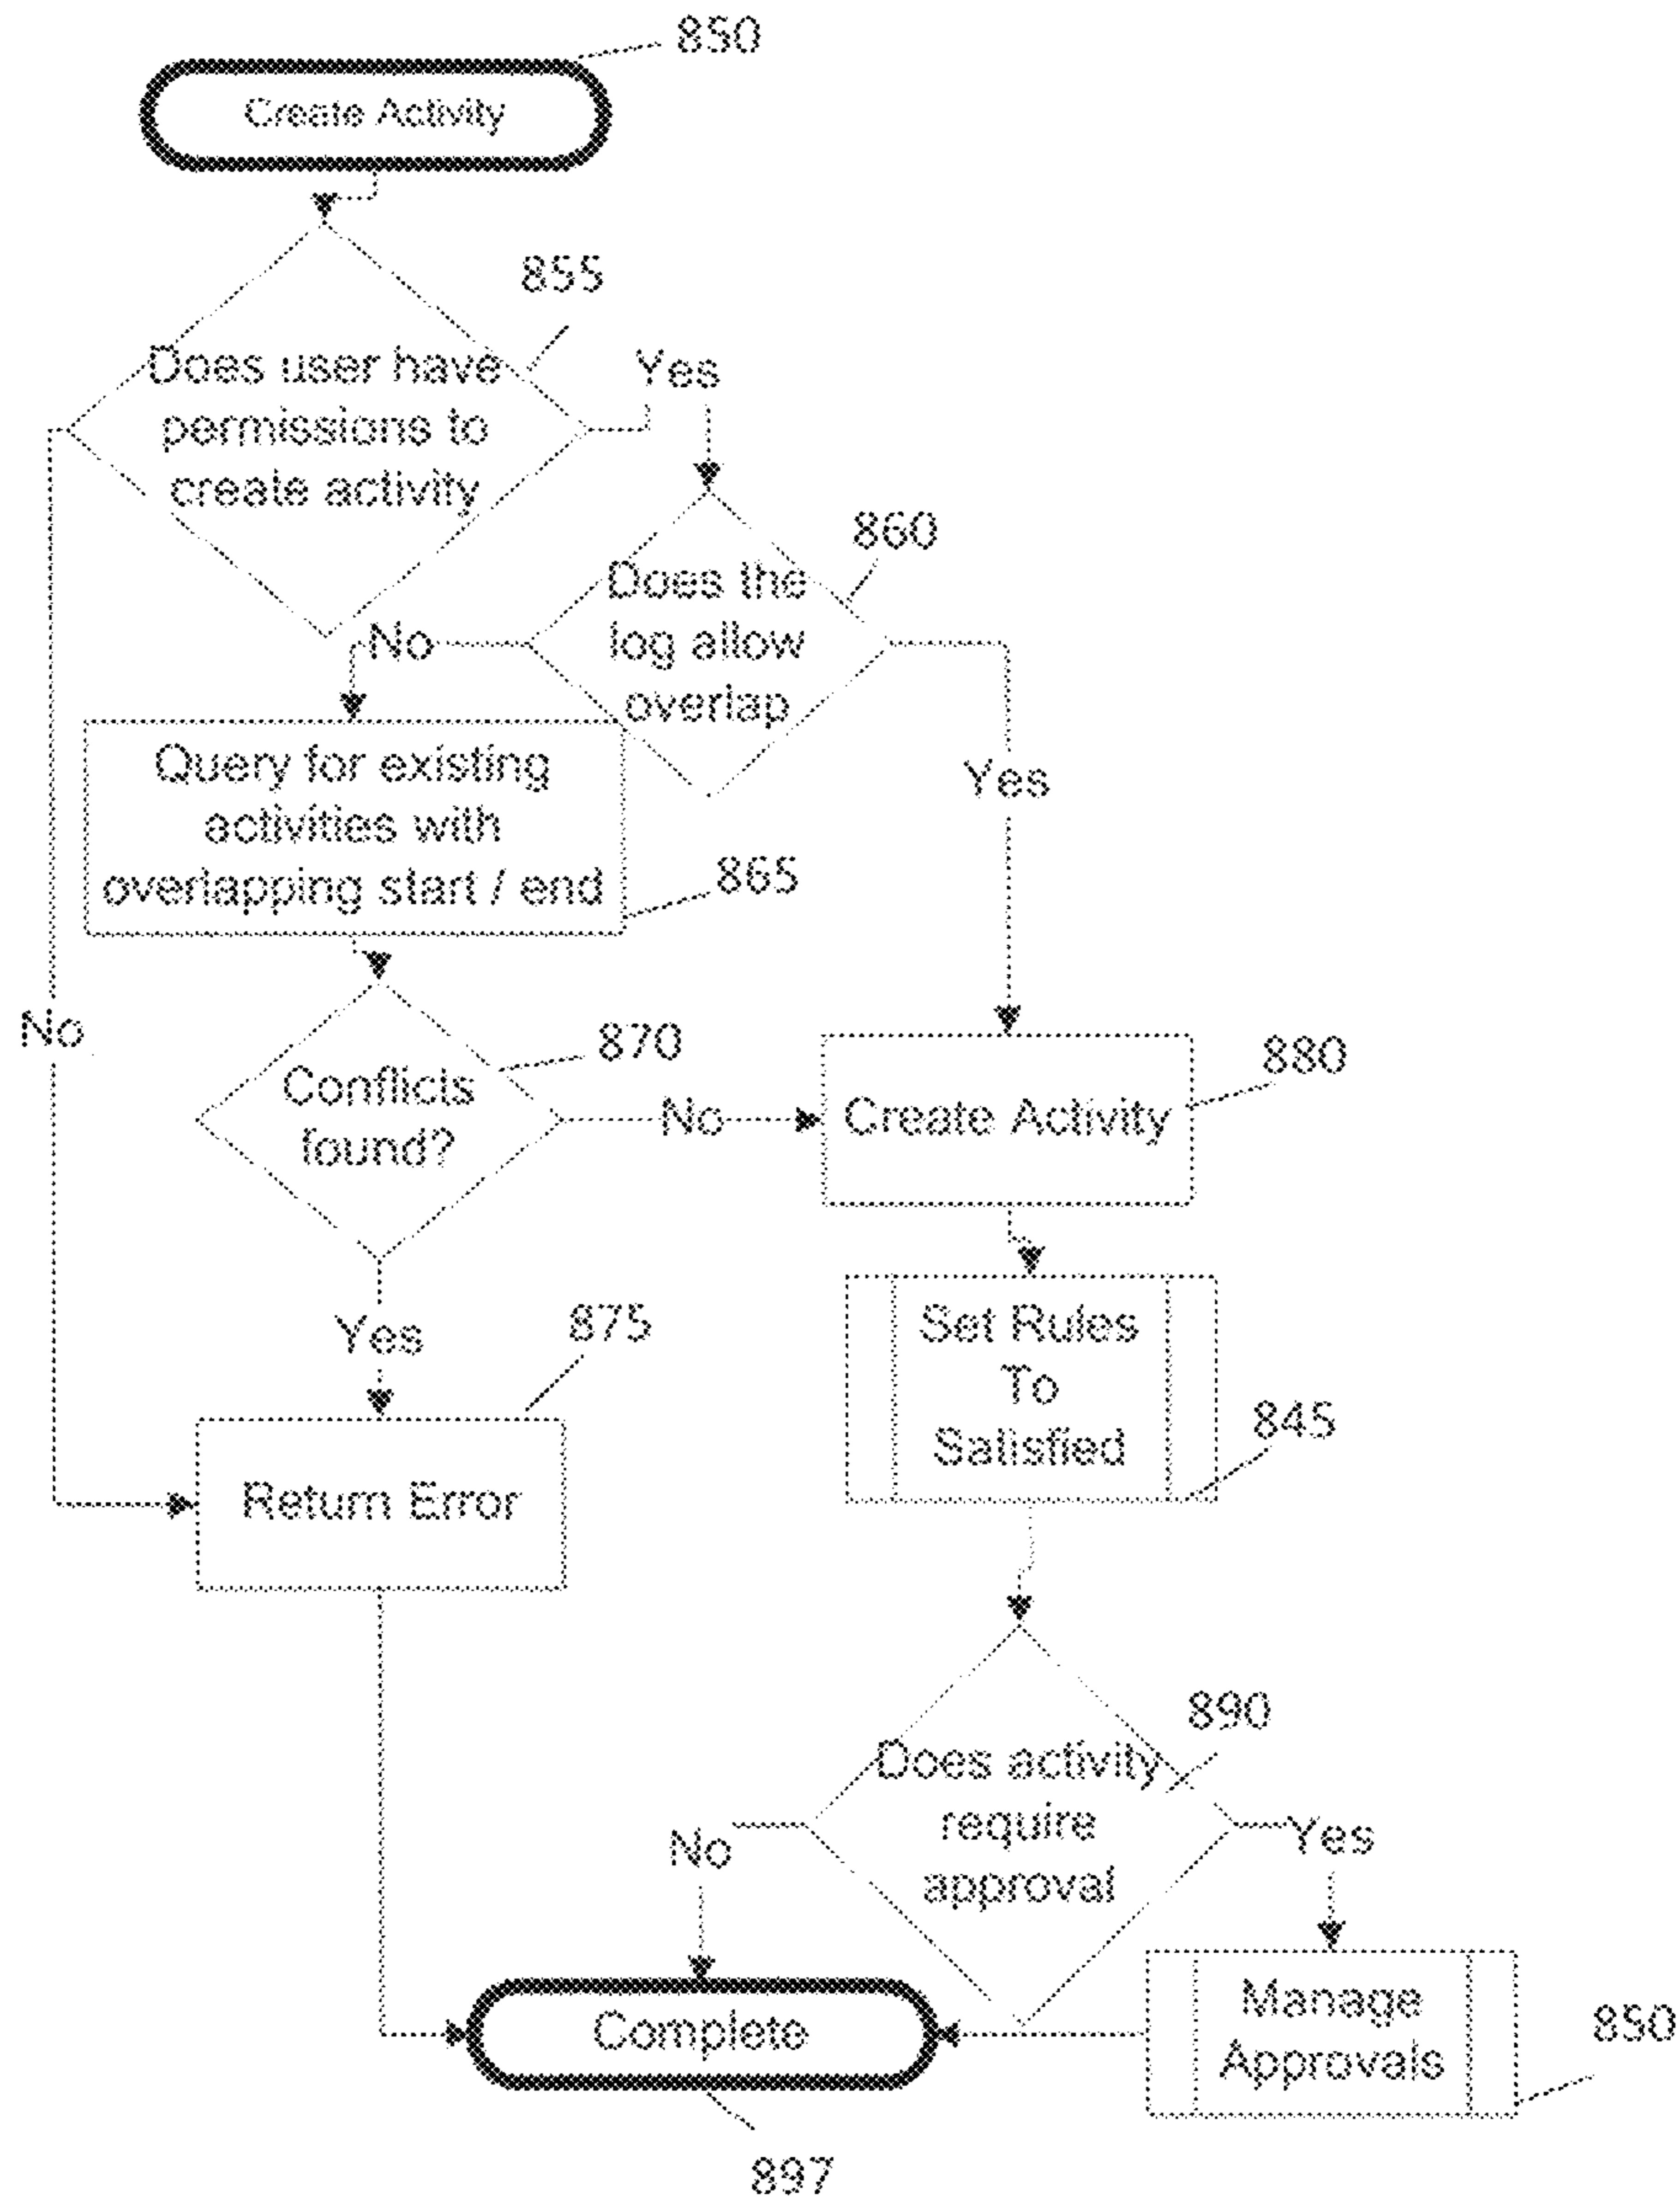 850
Create Activity
855
Does user have
permissions to
create activity
Yes
860
Does the
log allow
overlap
No
Yes
Query for existing
activities with
overlapping start / end
865
No
870
Conflicts
found?
No
880
Create Activity
Yes
875
Return Error
Set Rules
To
Satisfied
845
890
Does activity
require
approval
No
Yes
Manage
Approvals
850
Complete
897